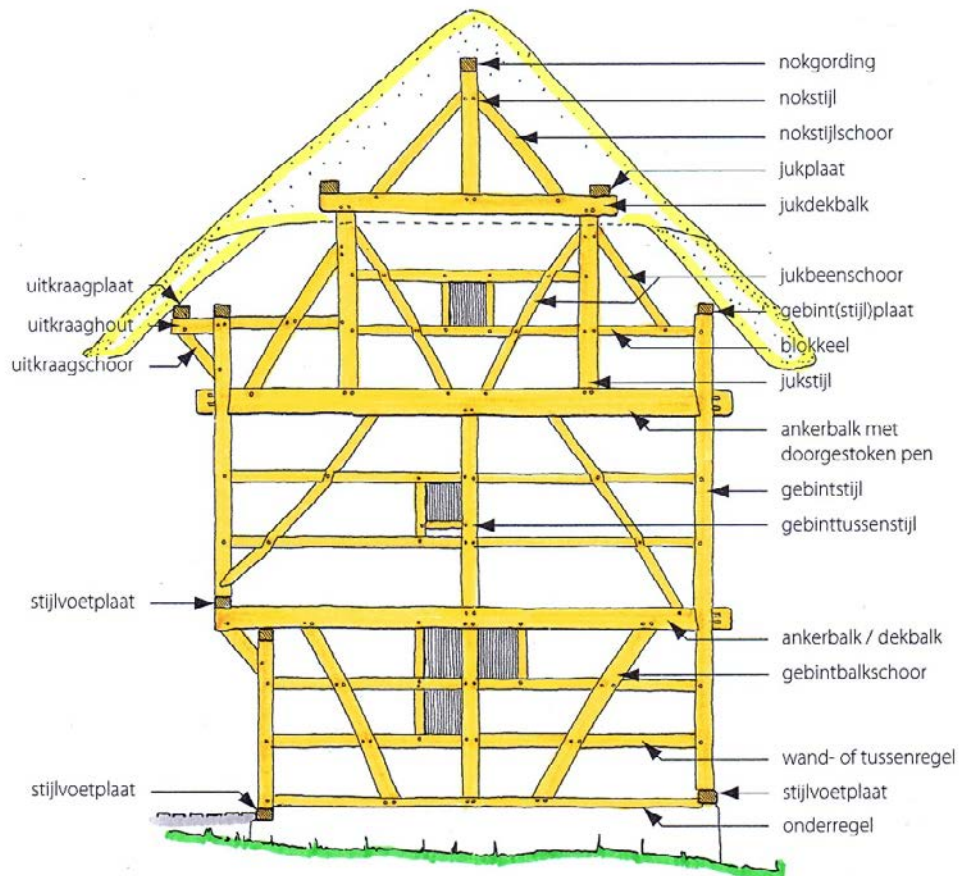 nokgording
nokstijl
nokstijlschoor
jukplaat
jukdekbalk
jukbeenschoor
gebint(stijl)plaat
blokkeel
jukstijl
ankerbalk met
doorgestoken pen
gebintstijl
gebinttussenstijl
ankerbalk / dekbalk
gebintbalkschoor
wand- of tussenregel
stijlvoetplaat
onderregel
uitkraagplaat
uitkraaghout
uitkraagschoor
stijlvoetplaat
stijlvoetplaat